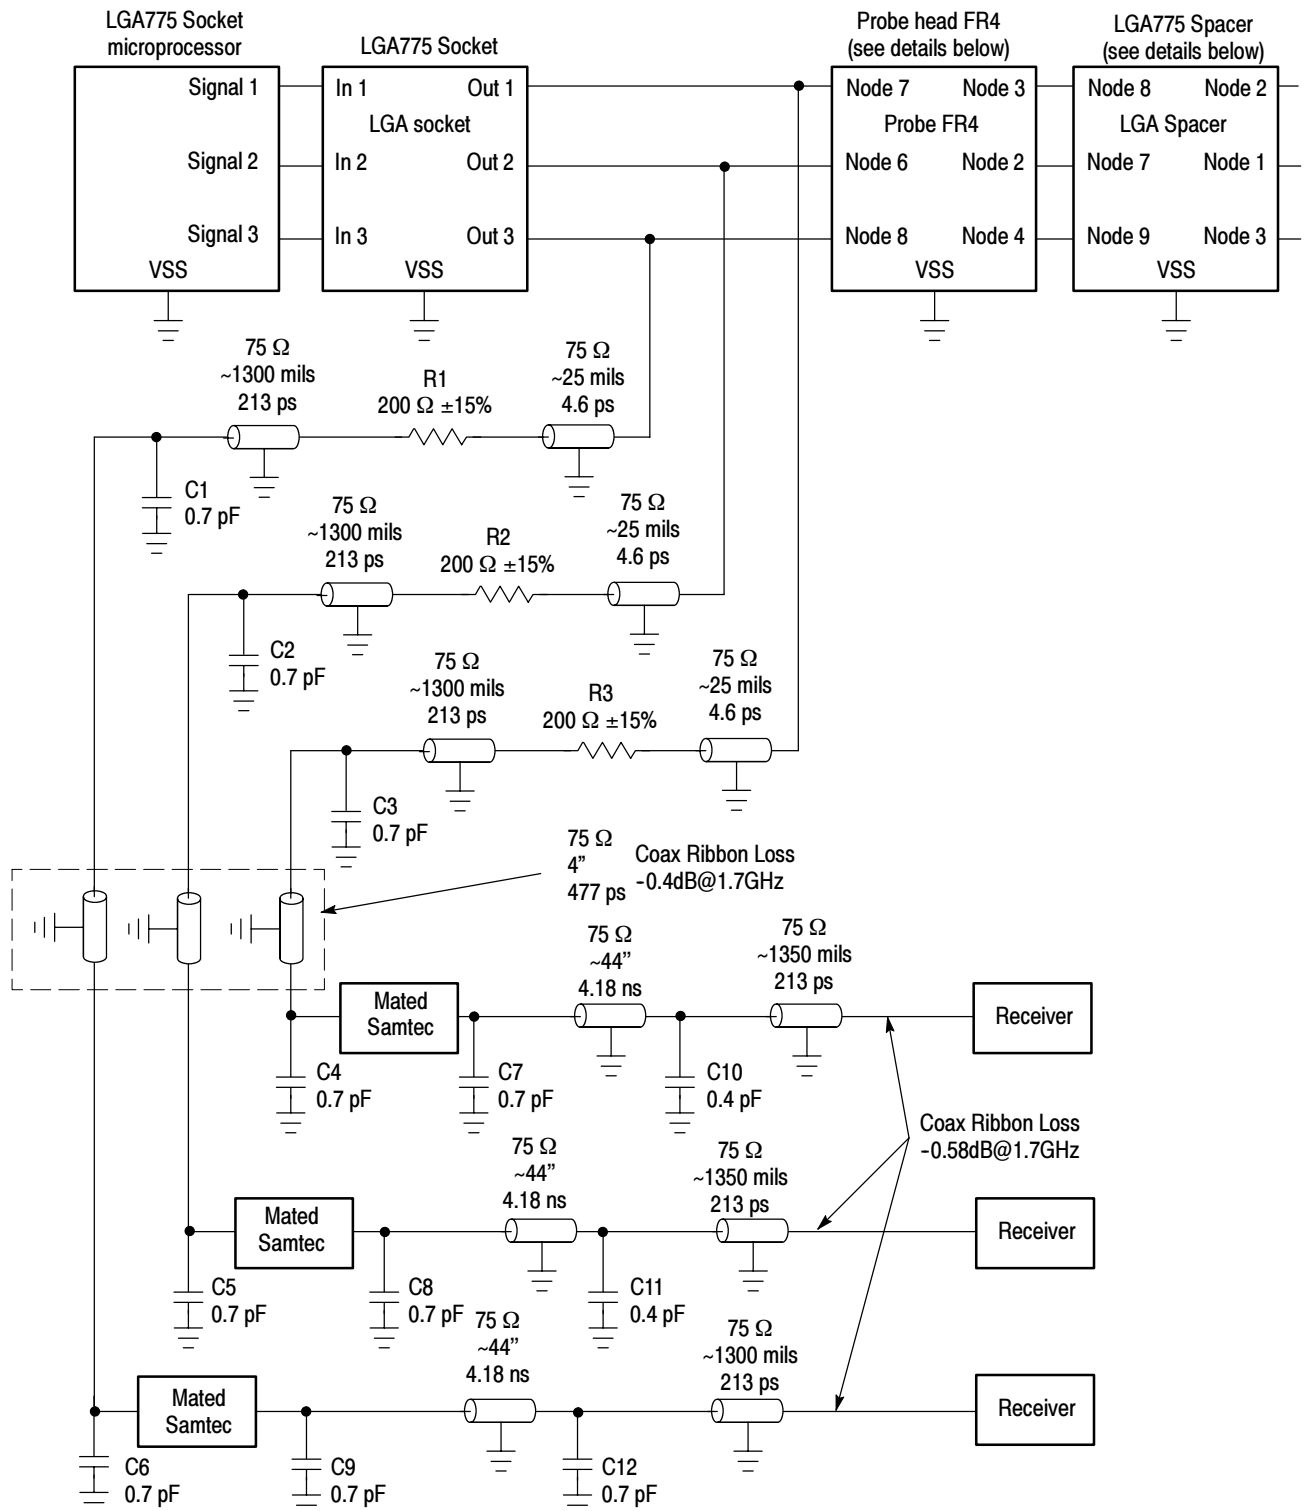 LGA775 Socket
microprocessor
Signal 1
Signal 2
Signal 3
VSS
LGA775 Socket
In 1
Out 1
LGA socket
In 2
Out 2
In 3
Out 3
VSS
Probe head FR4
(see details below)
Node 7
Node 3
Probe FR4
Node 6
Node 2
Node 8
Node 4
VSS
LGA775 Spacer
(see details below)
Node 8
Node 2
LGA Spacer
Node 7
Node 1
Node 9
Node 3
VSS
75 Ω
~1300 mils
213 ps
R1
200 Ω ±15%
75 Ω
~25 mils
4.6 ps
C1
0.7 pF
75 Ω
~1300 mils
213 ps
R2
200 Ω ±15%
75 Ω
~25 mils
4.6 ps
C2
0.7 pF
75 Ω
~1300 mils
213 ps
R3
200 Ω ±15%
75 Ω
~25 mils
4.6 ps
C3
0.7 pF
75 Ω
4”
477 ps
Coax Ribbon Loss
-0.4dB@1.7GHz
Mated
Samtec
75 Ω
~44”
4.18 ns
75 Ω
~1350 mils
213 ps
Receiver
C4
0.7 pF
C7
0.7 pF
C10
0.4 pF
Coax Ribbon Loss
-0.58dB@1.7GHz
Mated
Samtec
75 Ω
~44”
4.18 ns
75 Ω
~1350 mils
213 ps
Receiver
C5
0.7 pF
C8
0.7 pF
C11
0.4 pF
Mated
Samtec
75 Ω
~44”
4.18 ns
75 Ω
~1300 mils
213 ps
Receiver
C6
0.7 pF
C9
0.7 pF
C12
0.7 pF